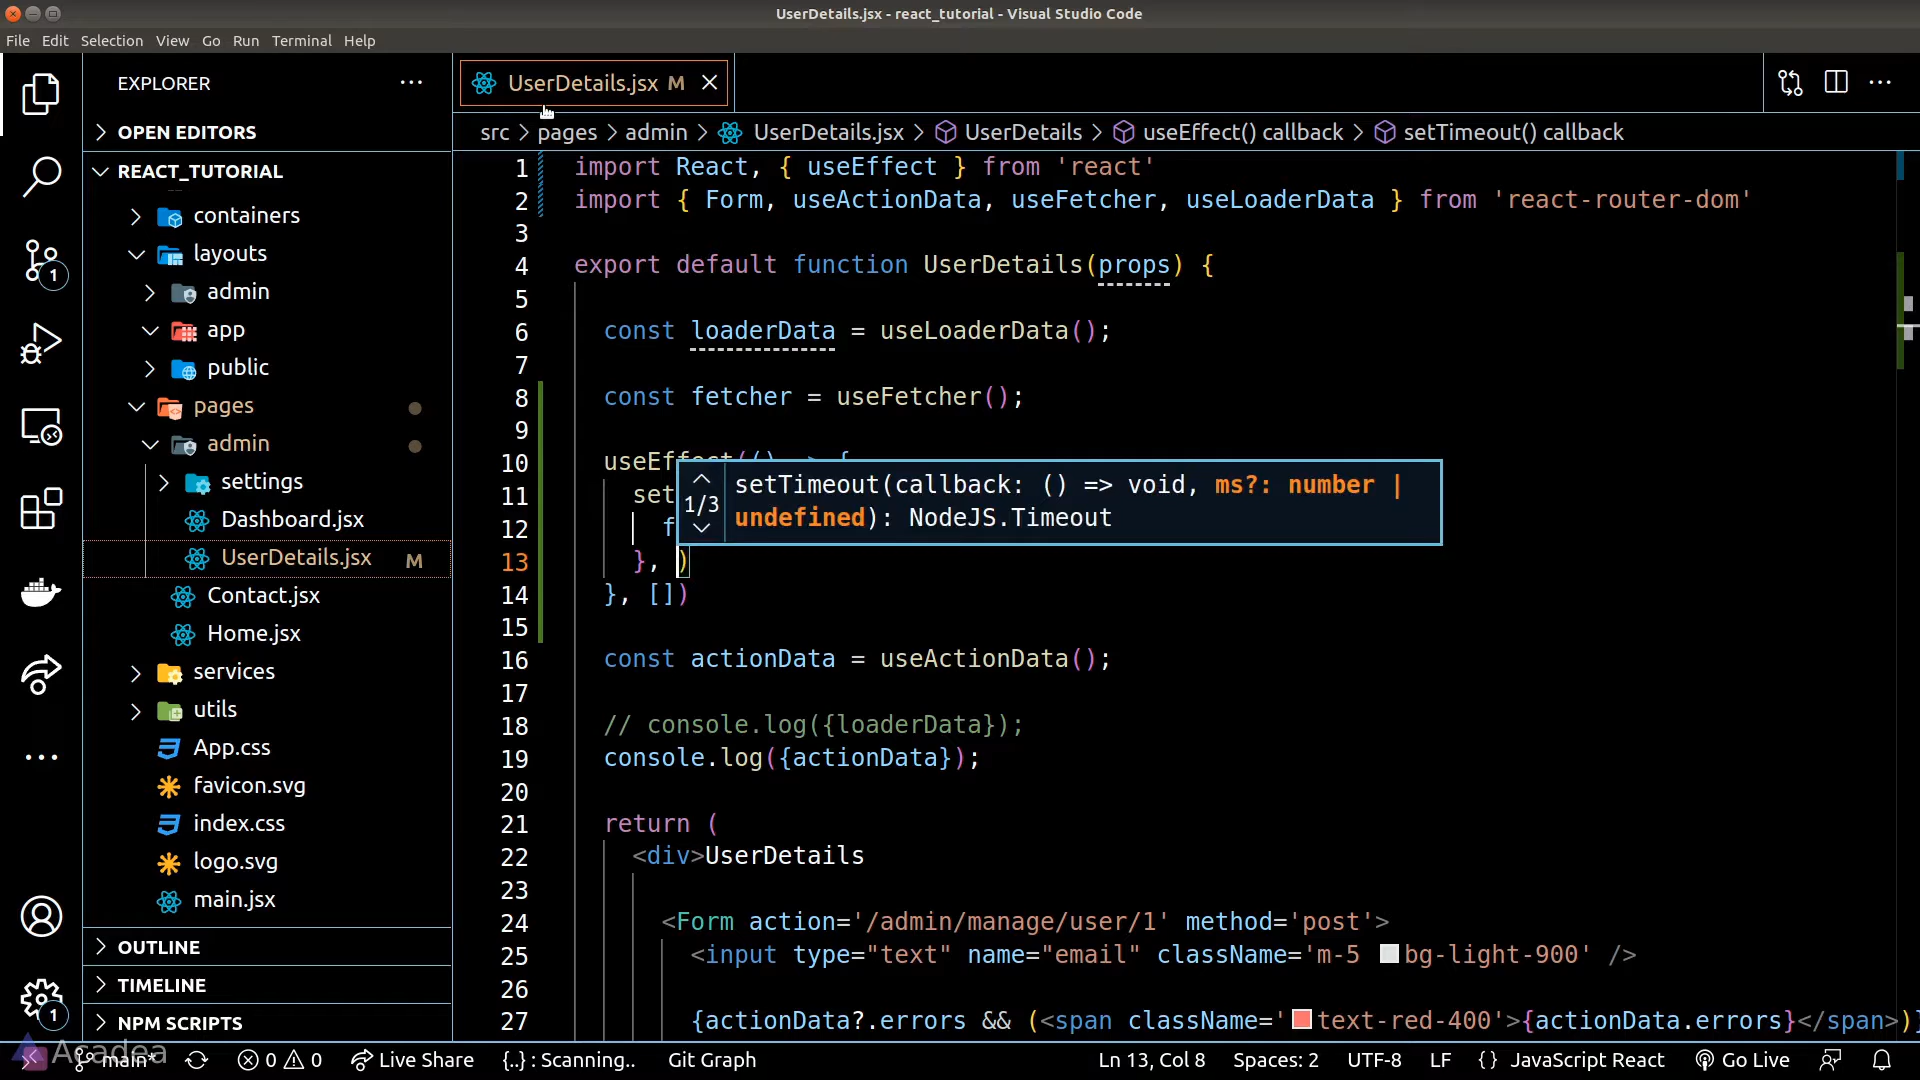 UserDetails.jsx - react_tutorial - Visual Studio Code
File Edit Selection View Go Run Terminal Help
EXPLORER
OPEN EDITORS
REACT_TUTORIAL
containers
layouts
admin
app
public
pages
admin
settings
Dashboard.jsx
UserDetails.jsx M
Contact.jsx
Home.jsx
services
utils
App.css
favicon.svg
index.css
logo.svg
main.jsx
OUTLINE
TIMELINE
NPM SCRIPTS
1
1
UserDetails.jsx M
src > pages > admin > UserDetails.jsx > UserDetails > useEffect() callback > setTimeout() callback
1 import React, { useEffect } from 'react'
2 import { Form, useActionData, useFetcher, useLoaderData } from 'react-router-dom'
3
4 export default function UserDetails(props) {
5
6 const loaderData = useLoaderData();
7
8 const fetcher = useFetcher();
9
10 useEffect(() => {
11 set
12 f
13 }, )
14 }, [])
15
16 const actionData = useActionData();
17
18 // console.log({loaderData});
19 console.log({actionData});
20
21 return (
22 <div>UserDetails
23
24 <Form action='/admin/manage/user/1' method='post'>
25 <input type="text" name="email" className='m-5 bg-light-900' />
26
27 {actionData?.errors && (<span className='text-red-400'>{actionData.errors}</span>)}
1/3
setTimeout(callback: () => void, ms?: number |
undefined): NodeJS.Timeout
Acadea
main* 0 0 Live Share {..} : Scanning.. Git Graph Ln 13, Col 8 Spaces: 2 UTF-8 LF { } JavaScript React Go Live